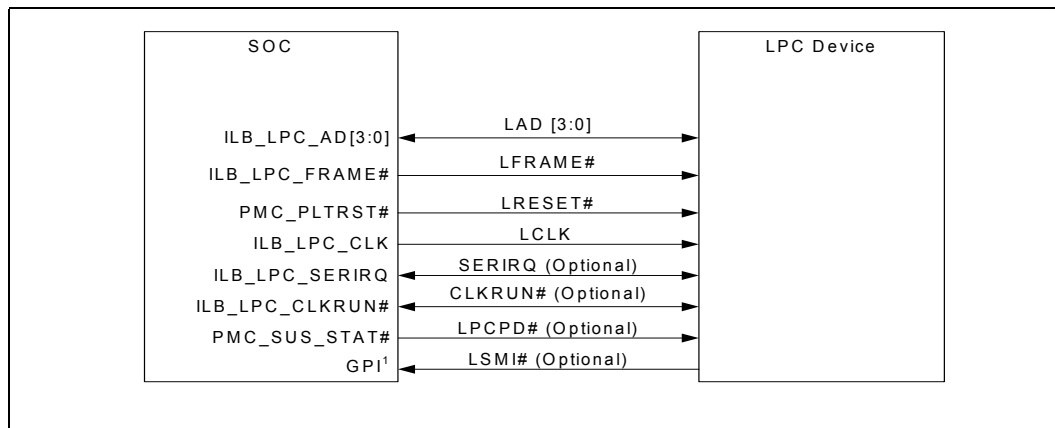 SOC
LPC Device
ILB_LPC_AD[3:0]
LAD [3:0]
ILB_LPC_FRAME#
LFRAME#
PMC_PLTRST#
LRESET#
ILB_LPC_CLK
LCLK
ILB_LPC_SERIRQ
SERIRQ (Optional)
ILB_LPC_CLKRUN#
CLKRUN# (Optional)
PMC_SUS_STAT#
LPCPD# (Optional)
GPI¹
LSMI# (Optional)